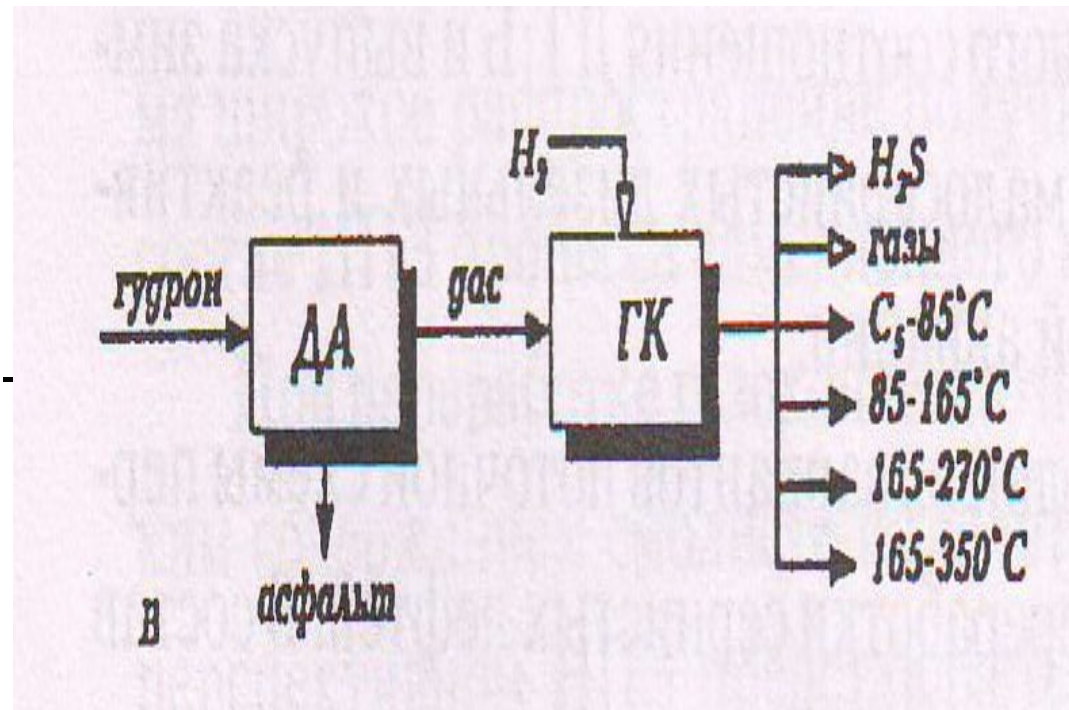 H₂
H₂S
газы
гудрон
ДА
дас
ГК
C₅-85°C
85-165°C
165-270°C
165-350°C
асфальт
В